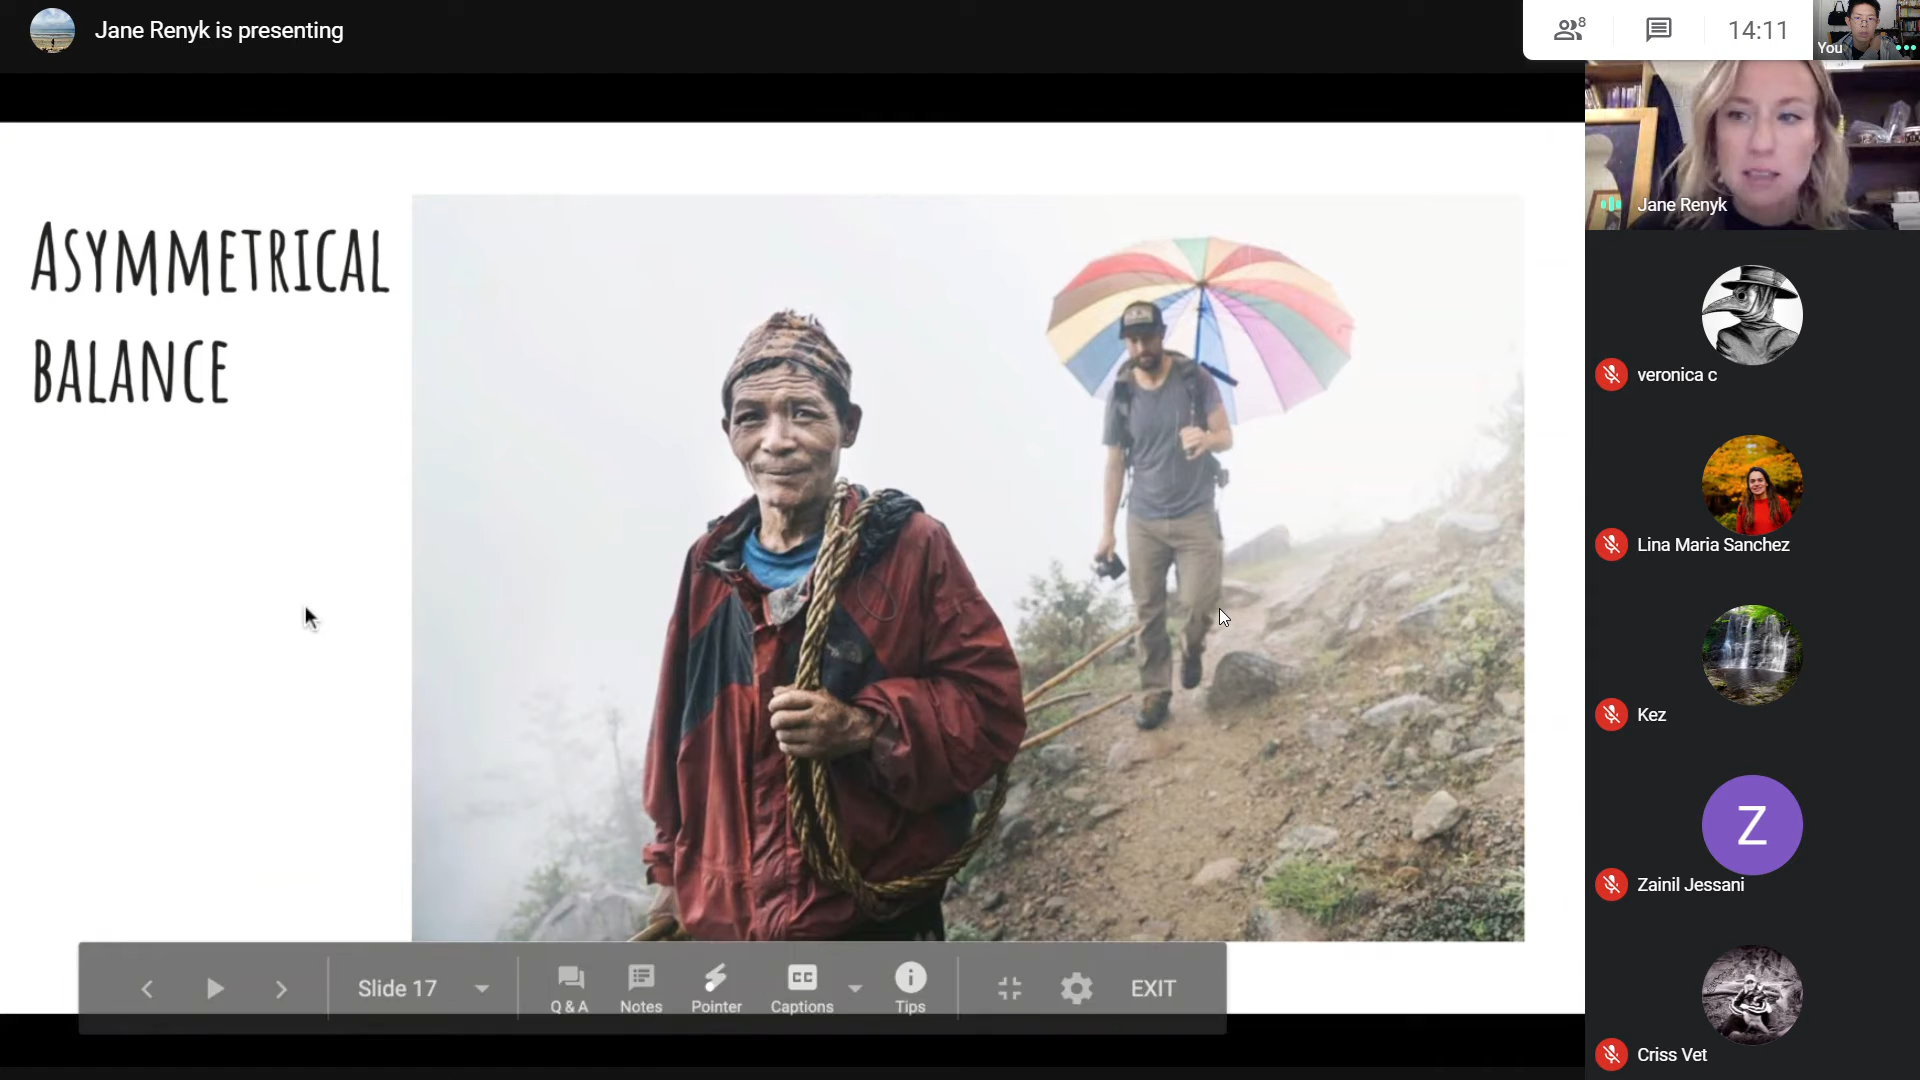 Jane Renyk is presenting
8
14:11
You
ASYMMETRICAL
BALANCE
Jane Renyk
veronica c
Lina Maria Sanchez
Kez
Z
Zainil Jessani
Criss Vet
Slide 17
Q & A
Notes
Pointer
CC
Captions
Tips
EXIT